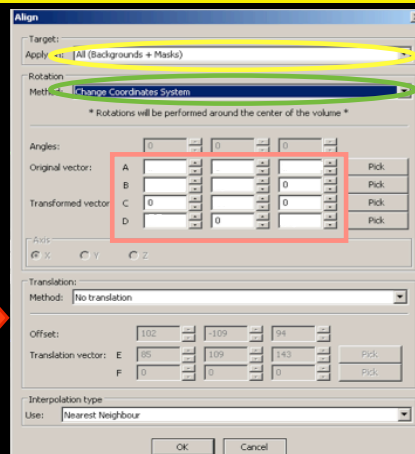 Align
Target:
Apply All (Backgrounds + Masks)
Rotation
Method: Change Coordinates System
* Rotations will be performed around the center of the volume *
Angles: 0 0 0
Original vector: A Pick
B 0 Pick
Transformed vector C 0 0 Pick
D 0 Pick
Axis
X Y Z
Translation:
Method: No translation
Offset: 102 -109 94
Translation vector: E 85 109 143 Pick
F 0 0 0 Pick
Interpolation type
Use: Nearest Neighbour
OK Cancel